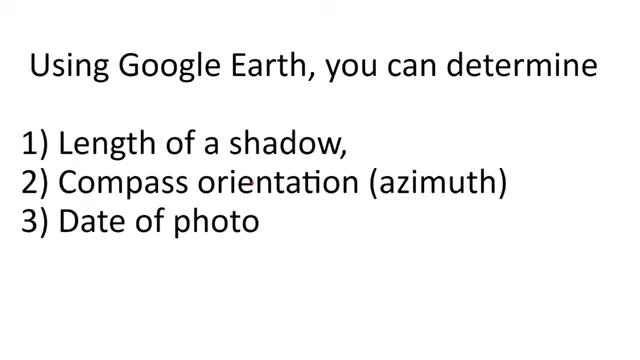 Using Google Earth, you can determine
1) Length of a shadow,
2) Compass orientation (azimuth)
3) Date of photo